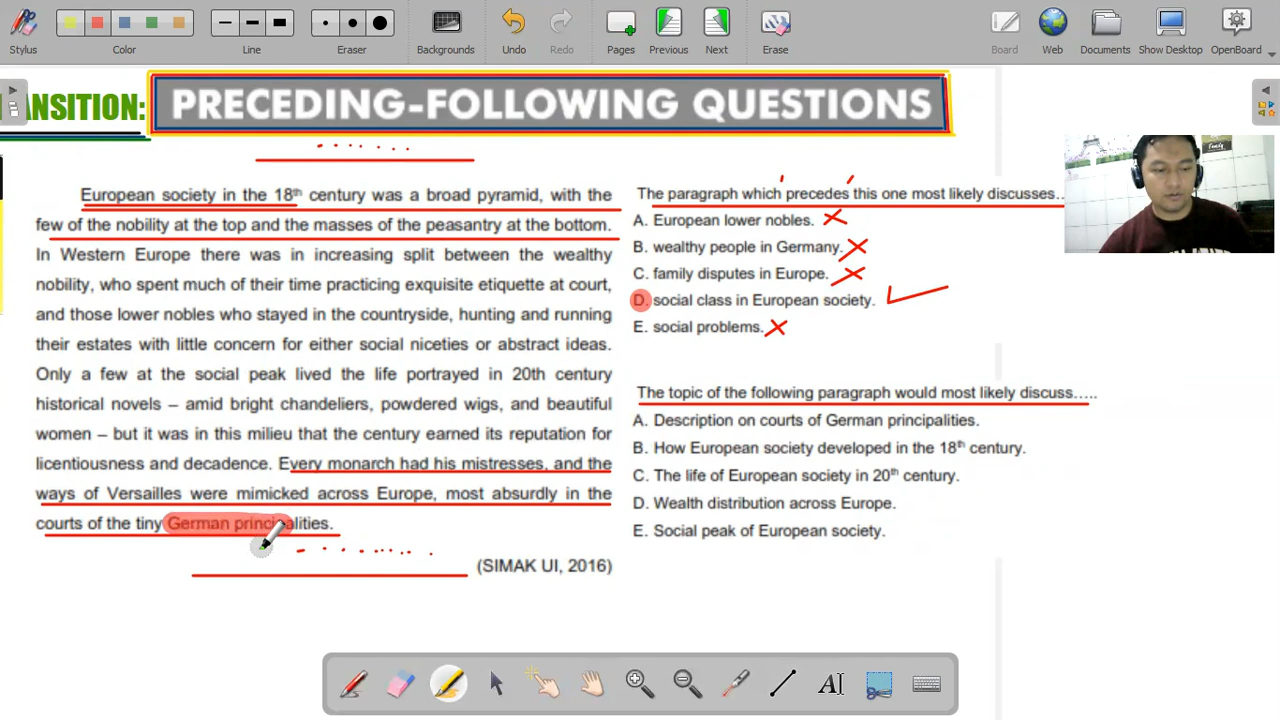 Stylus
Color
Line
Eraser
Backgrounds
Undo
Redo
Pages
Previous
Next
Erase
Board
Web
Documents
Show Desktop
OpenBoard
ANSITION: PRECEDING-FOLLOWING QUESTIONS
European society in the 18th century was a broad pyramid, with the
few of the nobility at the top and the masses of the peasantry at the bottom.
In Western Europe there was in increasing split between the wealthy
nobility, who spent much of their time practicing exquisite etiquette at court,
and those lower nobles who stayed in the countryside, hunting and running
their estates with little concern for either social niceties or abstract ideas.
Only a few at the social peak lived the life portrayed in 20th century
historical novels – amid bright chandeliers, powdered wigs, and beautiful
women – but it was in this milieu that the century earned its reputation for
licentiousness and decadence. Every monarch had his mistresses, and the
ways of Versailles were mimicked across Europe, most absurdly in the
courts of the tiny German principalities.
(SIMAK UI, 2016)
The paragraph which precedes this one most likely discusses...
A. European lower nobles.
B. wealthy people in Germany.
C. family disputes in Europe.
D. social class in European society.
E. social problems.
The topic of the following paragraph would most likely discuss…..
A. Description on courts of German principalities.
B. How European society developed in the 18th century.
C. The life of European society in 20th century.
D. Wealth distribution across Europe.
E. Social peak of European society.
AI